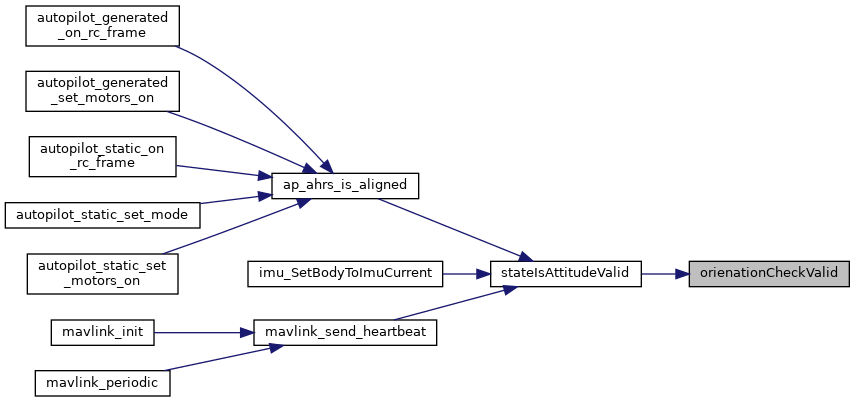 autopilot_generated
_on_rc_frame
autopilot_generated
_set_motors_on
autopilot_static_on
_rc_frame
ap_ahrs_is_aligned
autopilot_static_set_mode
autopilot_static_set
_motors_on
imu_SetBodyToImuCurrent
stateIsAttitudeValid
orienationCheckValid
mavlink_init
mavlink_send_heartbeat
mavlink_periodic